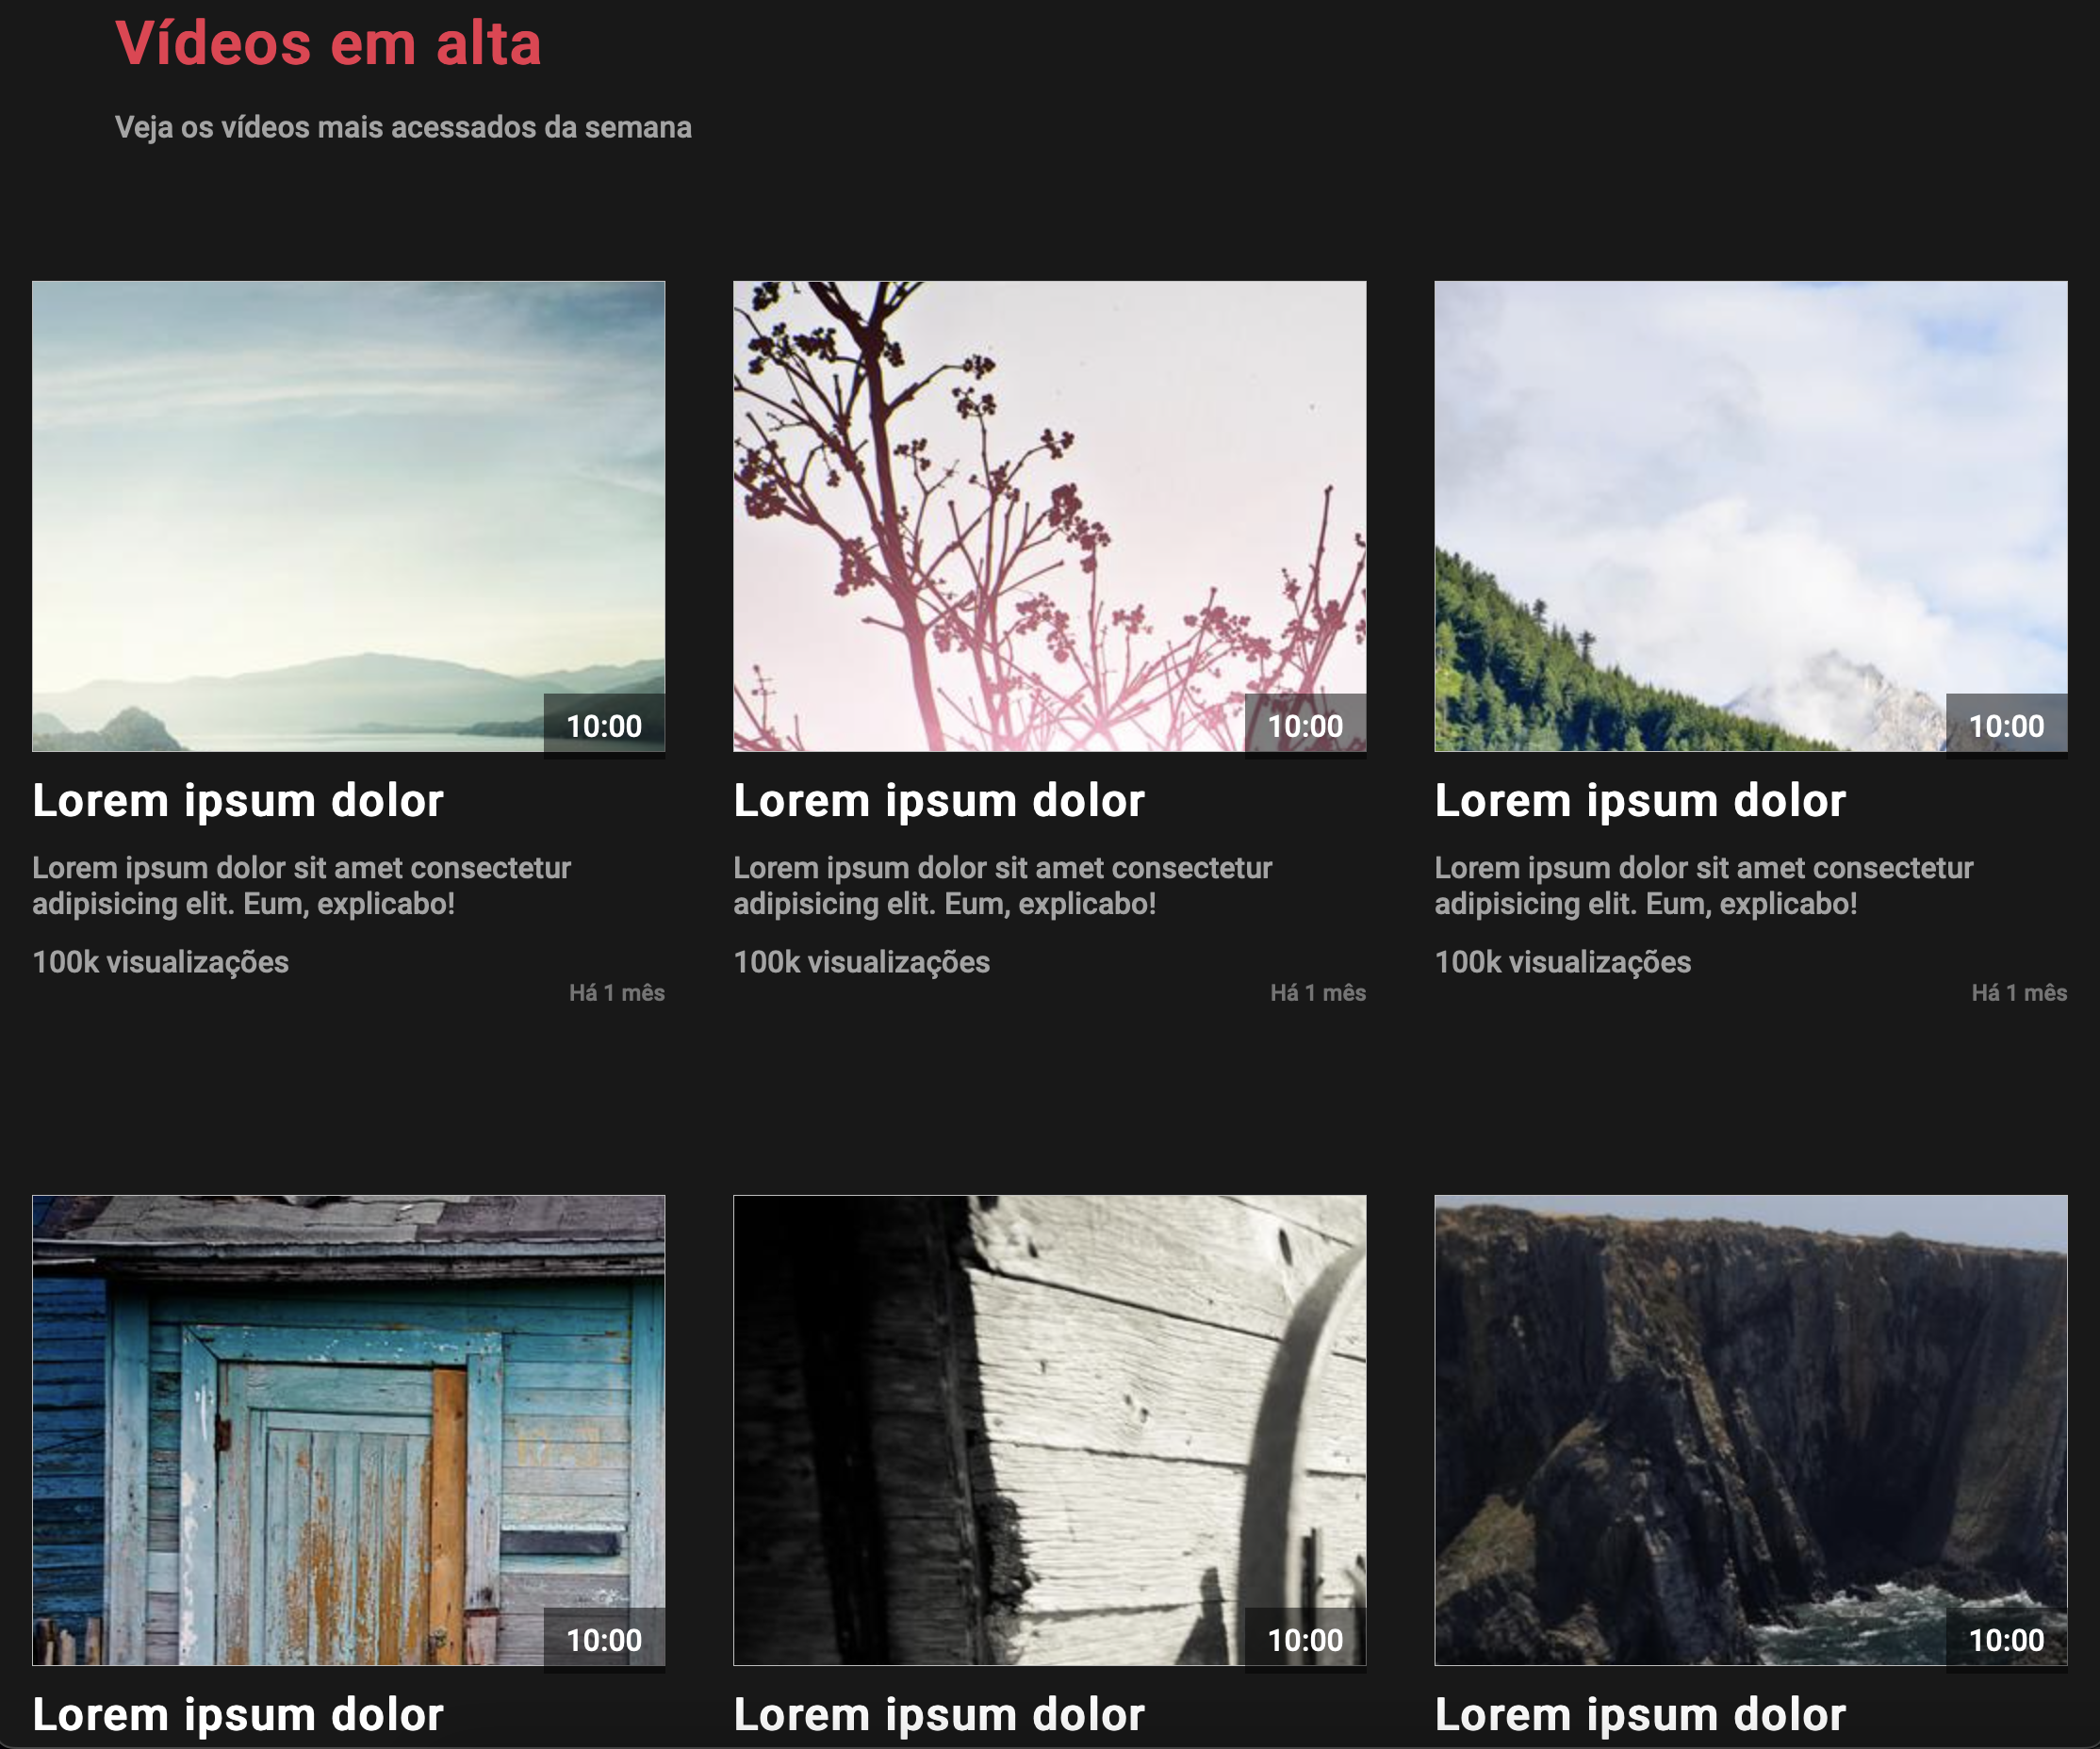 Vídeos em alta
Veja os vídeos mais acessados da semana
10:00
10:00
10:00
Lorem ipsum dolor
Lorem ipsum dolor sit amet consectetur
adipisicing elit. Eum, explicabo!
100k visualizações
Há 1 mês
Lorem ipsum dolor
Lorem ipsum dolor sit amet consectetur
adipisicing elit. Eum, explicabo!
100k visualizações
Há 1 mês
Lorem ipsum dolor
Lorem ipsum dolor sit amet consectetur
adipisicing elit. Eum, explicabo!
100k visualizações
Há 1 mês
10:00
10:00
10:00
Lorem ipsum dolor
Lorem ipsum dolor
Lorem ipsum dolor